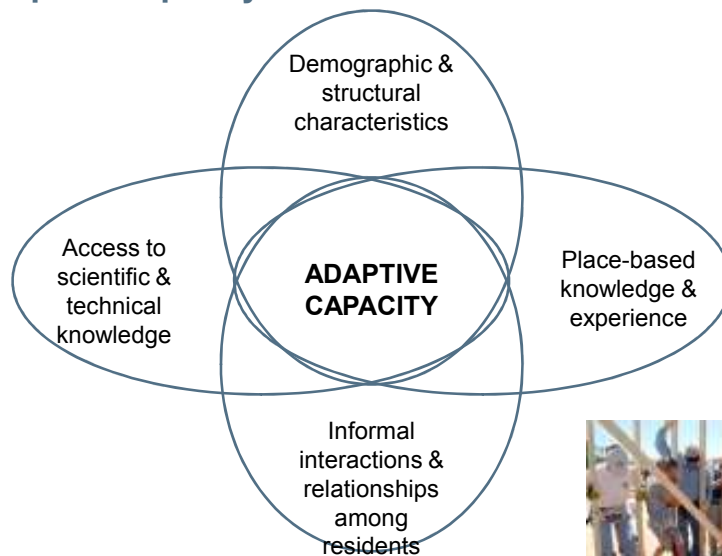 Demographic &
structural
characteristics
Access to
scientific &
technical
knowledge
ADAPTIVE
CAPACITY
Place-based
knowledge &
experience
Informal
interactions &
relationships
among
residents